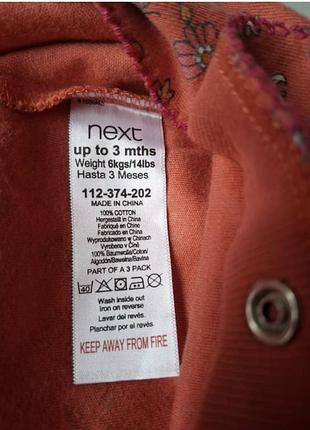 next
up to 3 mths
Weight 6kgs/14lbs
Hasta 3 Meses
112-374-202
MADE IN CHINA
100% COTTON
Hergestellt in China
Fabriqué en Chine
Fabricado en China
Wyprodukowano w Chinach
Vyrobeno v Číně
100% Baumwolle/Coton/
Algodón/Bawełna/Bavlna
PART OF A 3 PACK
40
Wash inside out
Iron on reverse
Lavar del revés.
Planchar por el revés.
KEEP AWAY FROM FIRE